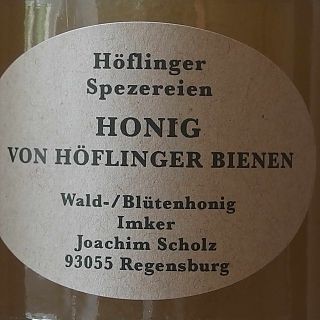 Höflinger
Spezereien
HONIG
VON HÖFLINGER BIENEN
Wald-/Blütenhonig
Imker
Joachim Scholz
93055 Regensburg